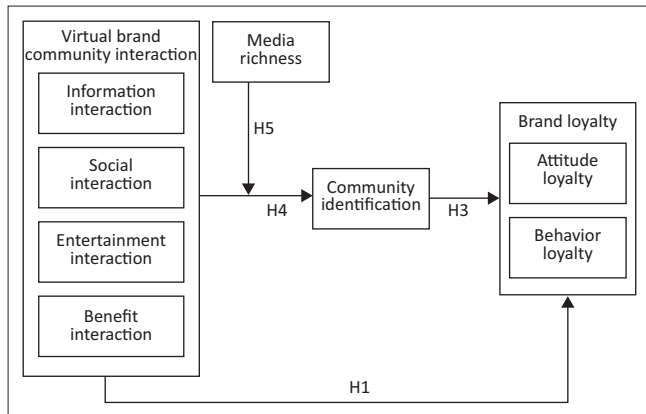 Virtual brand
community interaction
Information
interaction
Social
interaction
Entertainment
interaction
Benefit
interaction
Media
richness
H5
H4
Community
identification
H3
Brand loyalty
Attitude
loyalty
Behavior
loyalty
H1